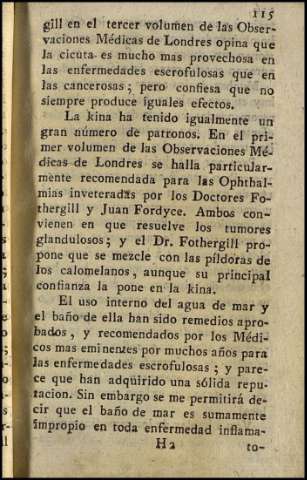 115
gill en el tercer volumen de las Obser-
vaciones Médicas de Londres opina que
la cicuta es mucho mas provechosa en
las enfermedades escrofulosas que en
las cancerosas; pero confiesa que no
siempre produce iguales efectos.
La kina ha tenido igualmente un
gran número de patronos. En el pri-
mer volumen de las Observaciones Mé-
dicas de Londres se halla particular-
mente recomendada para las Ophthal-
mias inveteradas por los Doctores Fo-
thergill y Juan Fordyce. Ambos con-
vienen en que resuelve los tumores
glandulosos; y el Dr. Fothergill pro-
pone que se mezcle con las píldoras de
los calomelanos, aunque su principal
confianza la pone en la kina.
El uso interno del agua de mar y
el baño de ella han sido remedios apro-
bados, y recomendados por los Médi-
cos mas eminentes por muchos años para
las enfermedades escrofulosas; y pare-
ce que han adquirido una sólida repu-
tacion. Sin embargo se me permitirá de-
cir que el baño de mar es sumamente
impropio en toda enfermedad inflama-
H 2 to-